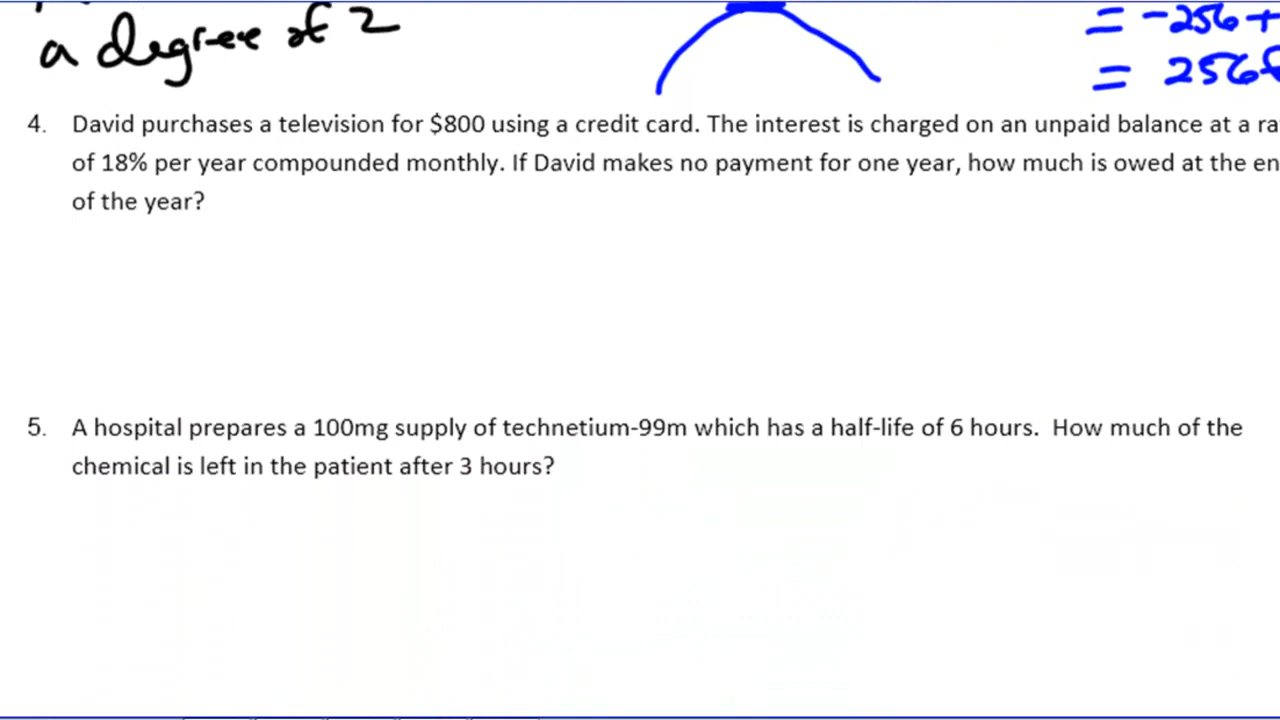 a degree of 2
= -256 +
= 256f
4. David purchases a television for $800 using a credit card. The interest is charged on an unpaid balance at a ra
of 18% per year compounded monthly. If David makes no payment for one year, how much is owed at the en
of the year?
5. A hospital prepares a 100mg supply of technetium-99m which has a half-life of 6 hours. How much of the
chemical is left in the patient after 3 hours?